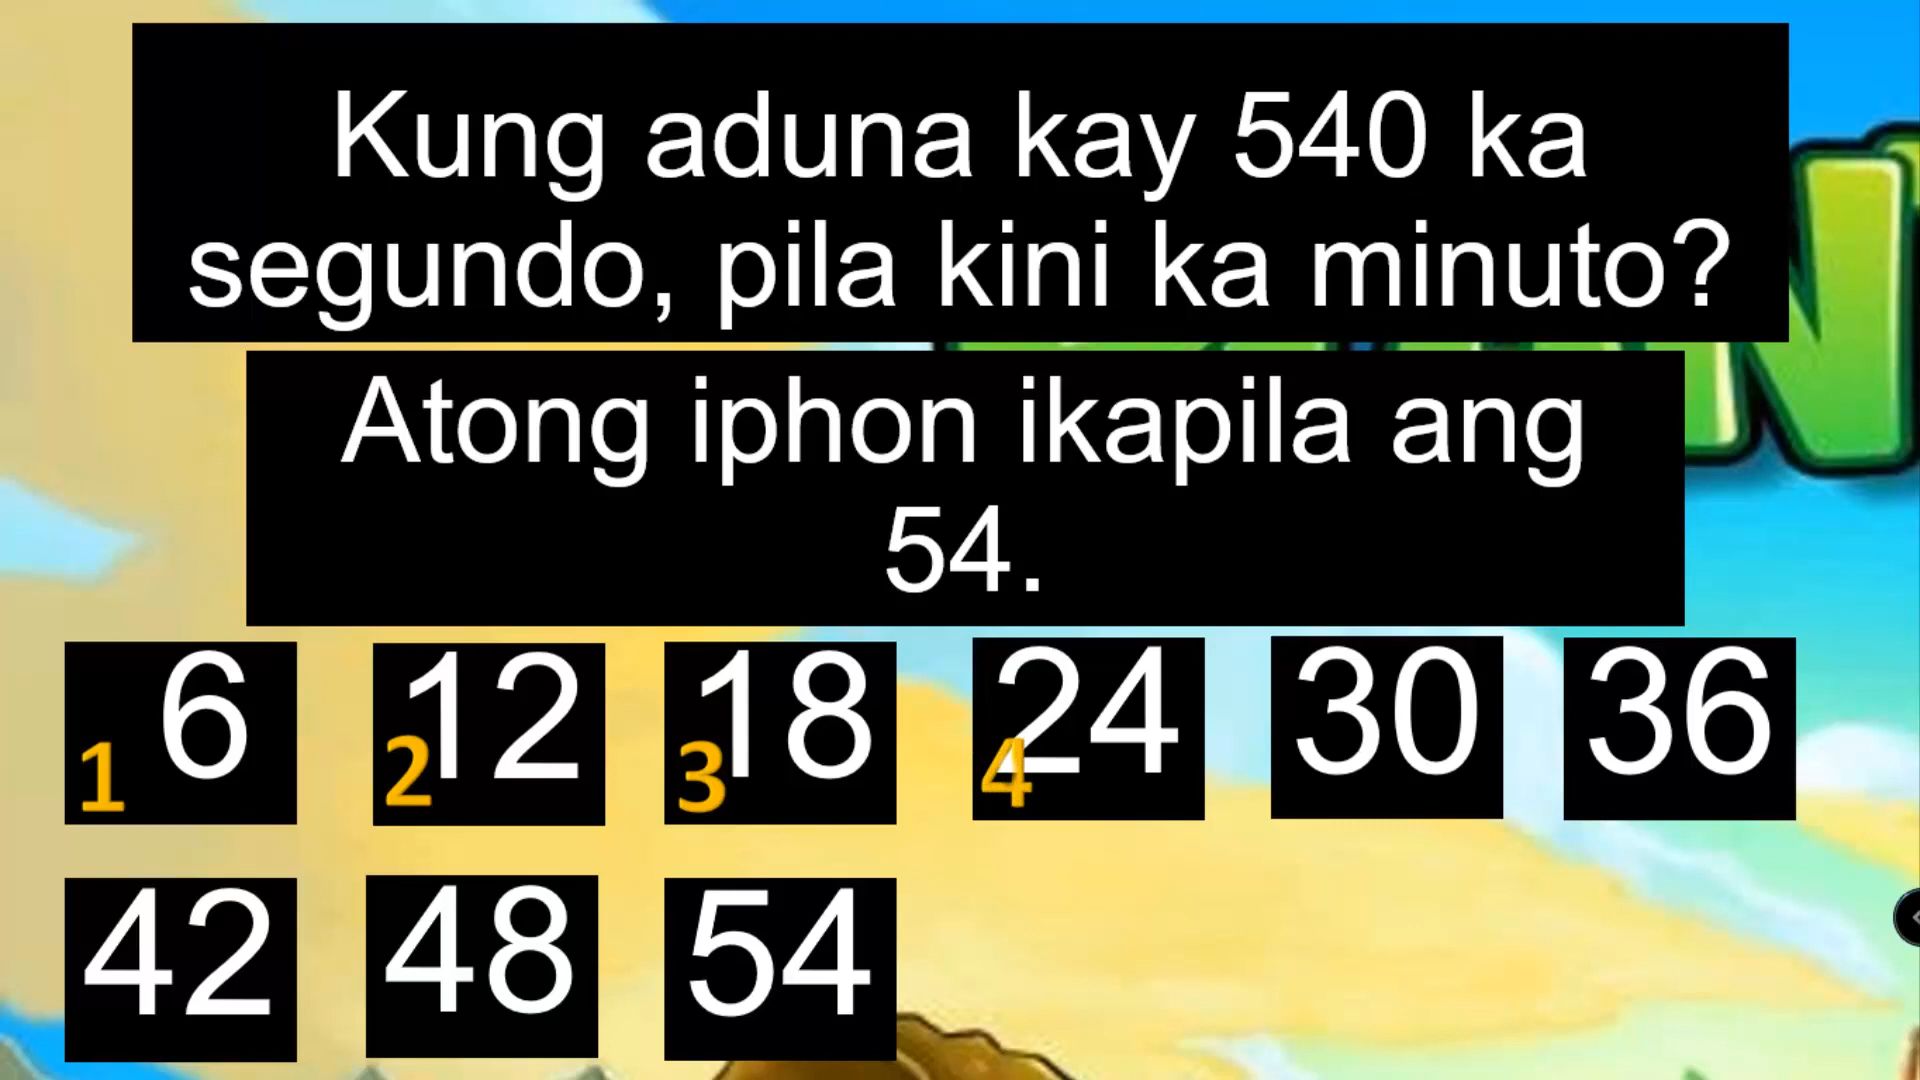 Kung aduna kay 540 ka
segundo, pila kini ka minuto?
Atong iphon ikapila ang
54.
6 12 18 24 30 36
1 2 3 4
42 48 54